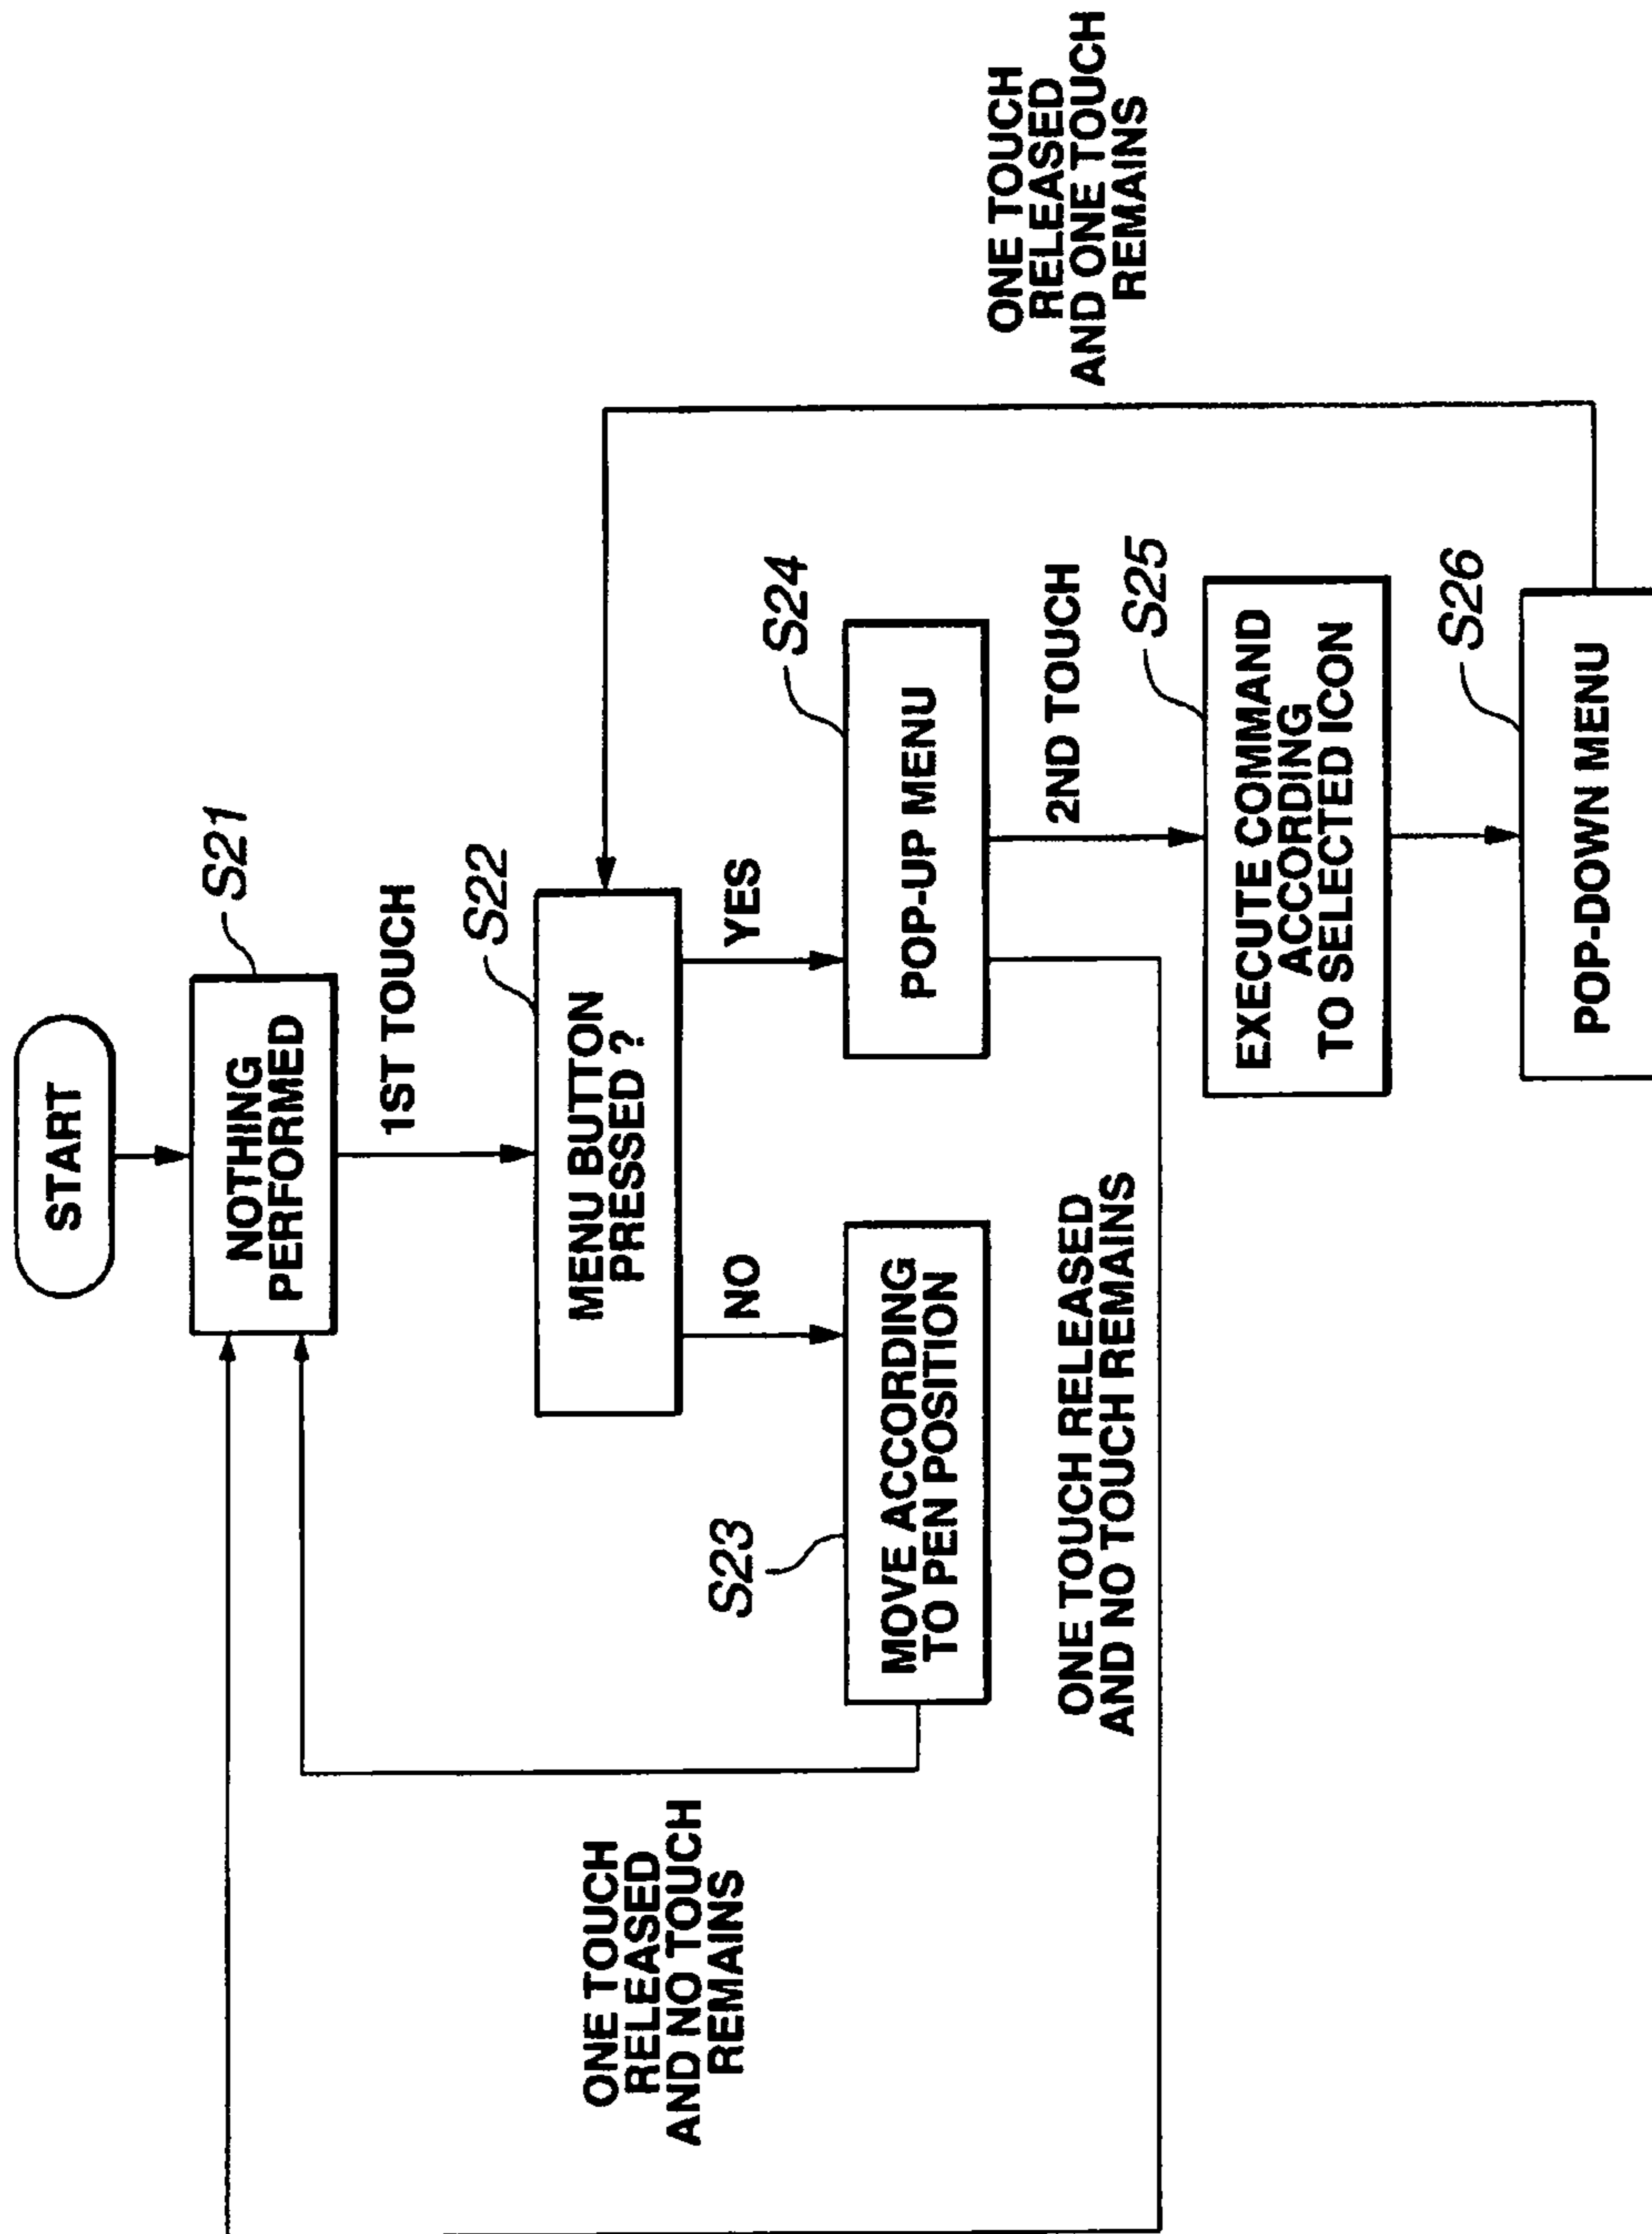 START
S21
NOTHING
PERFORMED
1ST TOUCH
S22
MENU BUTTON
PRESSED ?
NO
YES
S23
MOVE ACCORDING
TO PEN POSITION
S24
POP-UP MENU
ONE TOUCH
RELEASED
AND NO TOUCH
REMAINS
ONE TOUCH RELEASED
AND NO TOUCH REMAINS
2ND TOUCH
ONE TOUCH
RELEASED
AND ONE TOUCH
REMAINS
S25
EXECUTE COMMAND
ACCORDING
TO SELECTED ICON
S26
POP-DOWN MENU